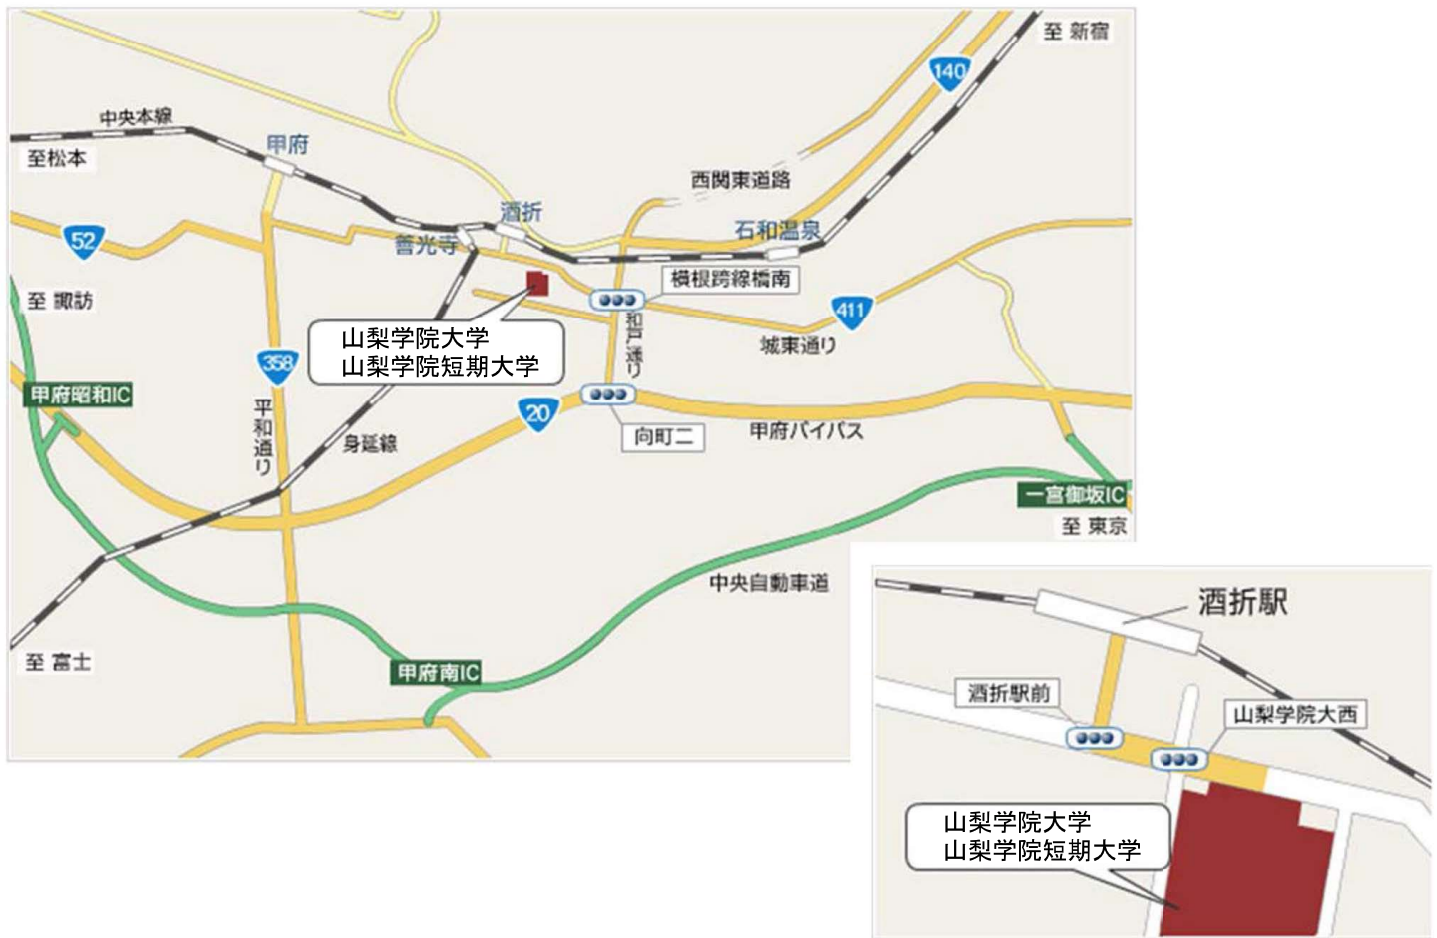 至 新宿
140
中央本線
甲府
至松本
西関東道路
酒折
石和温泉
52
善光寺
横根跨線橋南
至 諏訪
411
和戸通り
城東通り
山梨学院大学
山梨学院短期大学
358
甲府昭和IC
20
平和通り
向町二
甲府バイパス
身延線
一宮御坂IC
至 東京
中央自動車道
至 富士
甲府南IC
酒折駅
酒折駅前
山梨学院大西
山梨学院大学
山梨学院短期大学